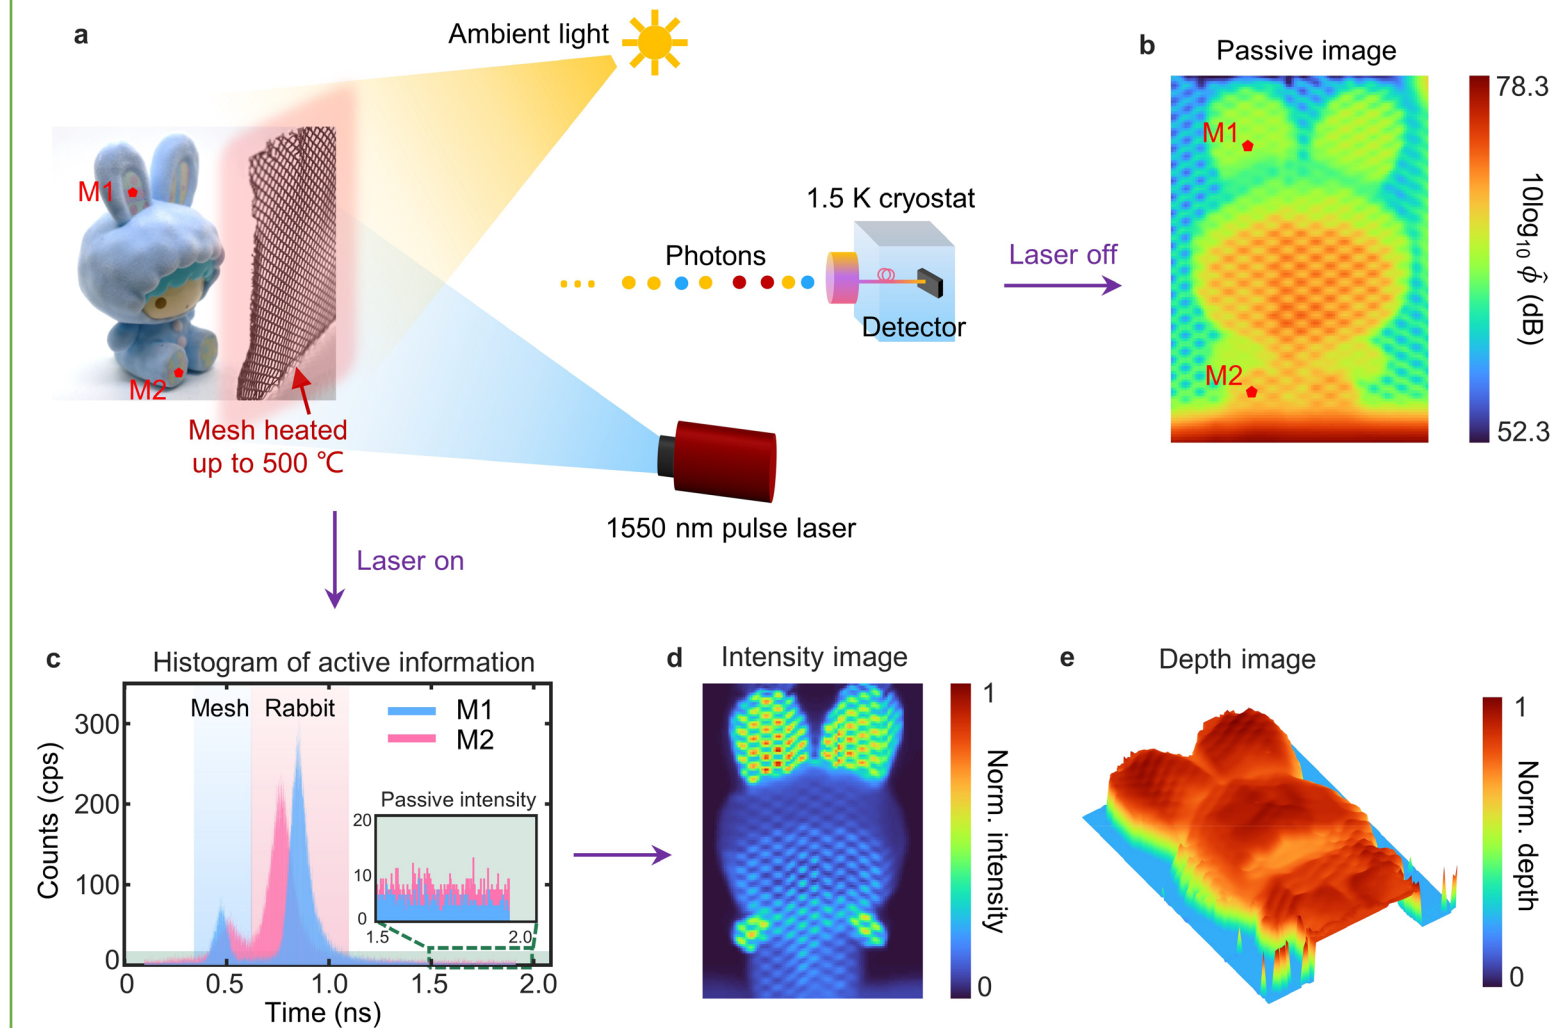 a
Ambient light
M1
M2
Mesh heated
up to 500 ℃
Photons
1.5 K cryostat
Detector
1550 nm pulse laser
Laser off
Laser on
b
Passive image
M1
M2
78.3
52.3
10log₁₀ φ̂ (dB)
c
Histogram of active information
Mesh
Rabbit
M1
M2
Counts (cps)
300
200
100
0
0
0.5
1.0
1.5
2.0
Time (ns)
Passive intensity
20
10
0
1.5
2.0
d
Intensity image
1
0
Norm. intensity
e
Depth image
1
0
Norm. depth